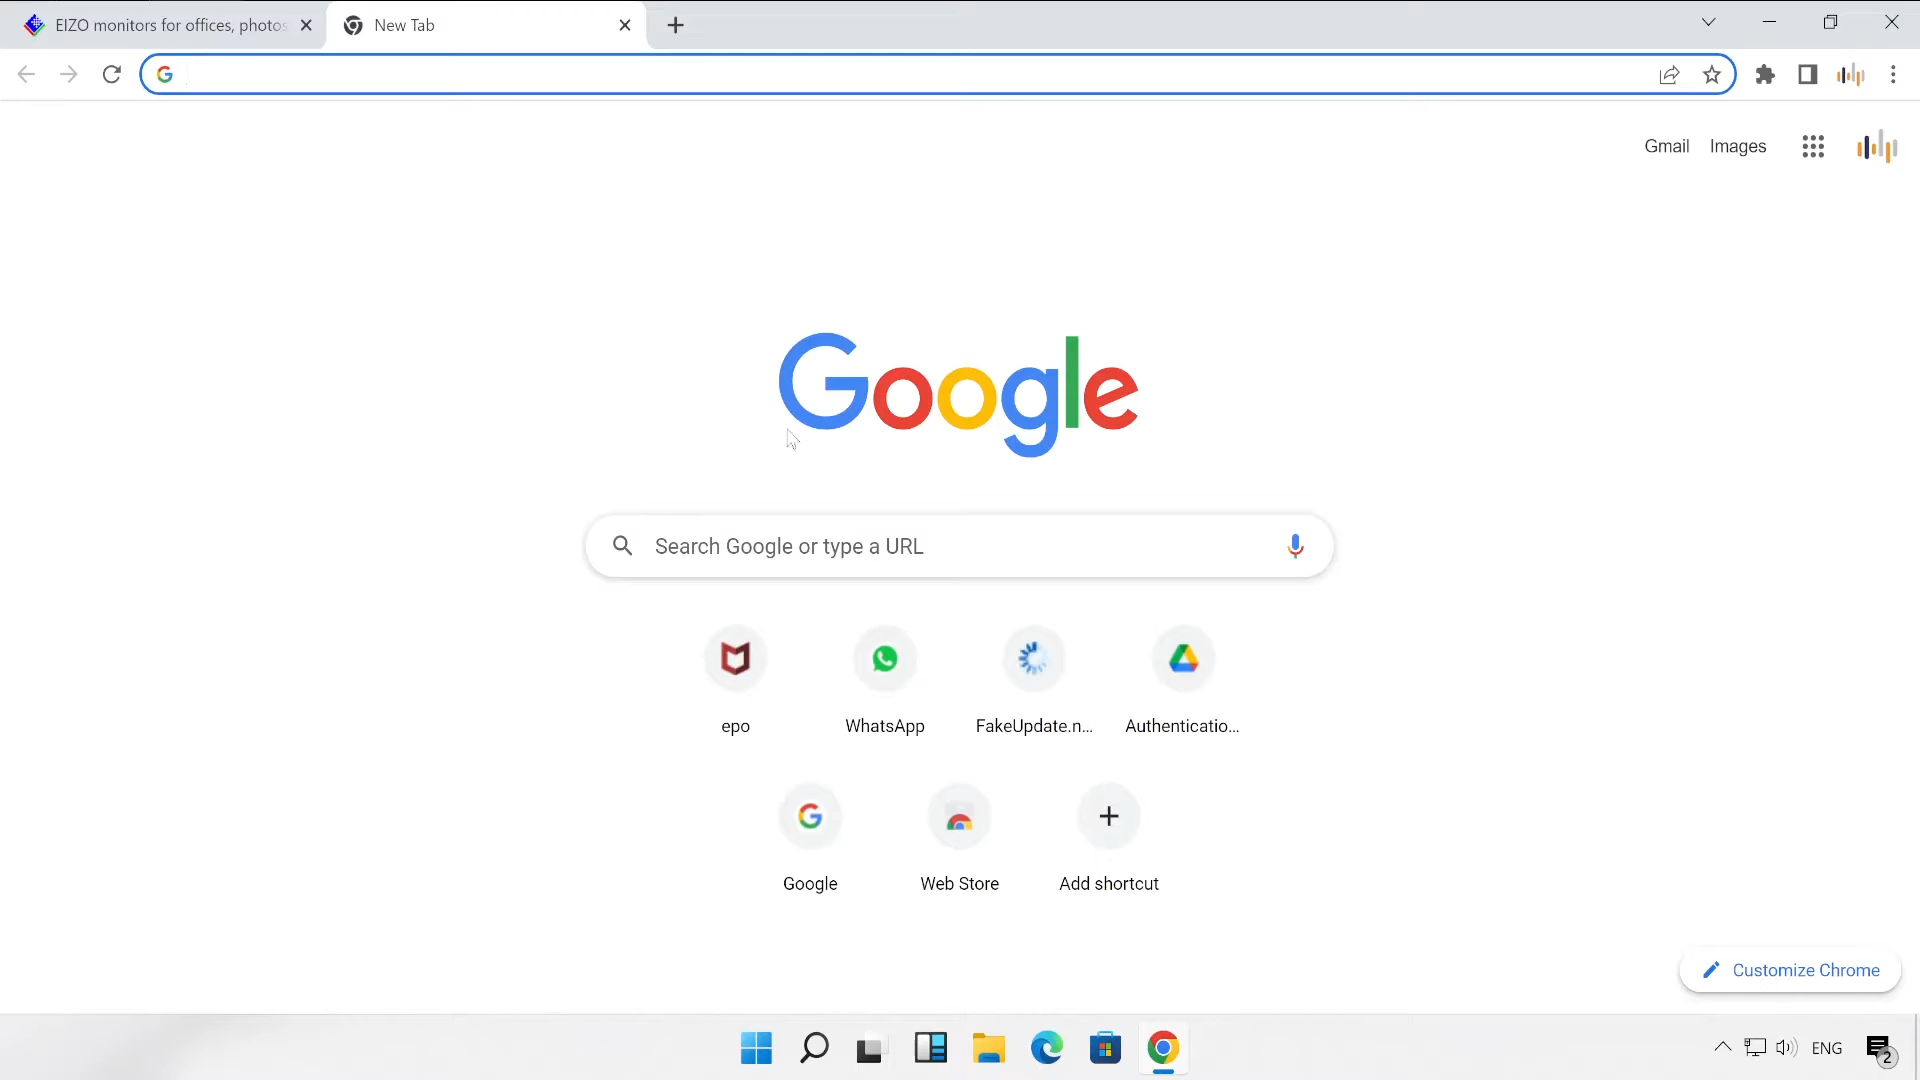 EIZO monitors for offices, photos
New Tab
Gmail
Images
Google
Search Google or type a URL
epo
WhatsApp
FakeUpdate.n...
Authenticatio...
Google
Web Store
Add shortcut
Customize Chrome
ENG
2